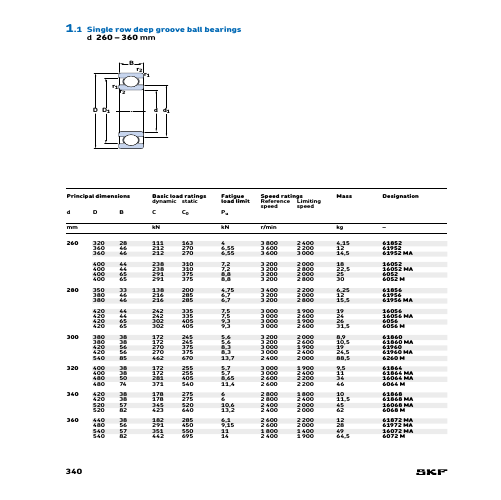 1.1 Single row deep groove ball bearings
d 260 – 360 mm
B
r2
r1
r1
r2
D D1 d d1
Principal dimensions Basic load ratings Fatigue Speed ratings Mass Designation
dynamic static load limit Reference Limiting
speed speed
d D B C C0 Pu
mm kN kN r/min kg –
260 320 28 111 163 4 3 800 2 400 4,15 61852
360 46 212 270 6,55 3 600 2 200 12 61952
360 46 212 270 6,55 3 600 3 000 14,5 61952 MA
400 44 238 310 7,2 3 200 2 000 18 16052
400 44 238 310 7,2 3 200 2 800 22,5 16052 MA
400 65 291 375 8,8 3 200 2 000 25 6052
400 65 291 375 8,8 3 200 2 800 30 6052 M
280 350 33 138 200 4,75 3 400 2 200 6,25 61856
380 46 216 285 6,7 3 200 2 000 12 61956
380 46 216 285 6,7 3 200 2 800 15,5 61956 MA
420 44 242 335 7,5 3 000 1 900 19 16056
420 44 242 335 7,5 3 000 2 600 24 16056 MA
420 65 302 405 9,3 3 000 1 900 26 6056
420 65 302 405 9,3 3 000 2 600 31,5 6056 M
300 380 38 172 245 5,6 3 200 2 000 8,9 61860
380 38 172 245 5,6 3 200 2 600 10,5 61860 MA
420 56 270 375 8,3 3 000 1 900 19 61960
420 56 270 375 8,3 3 000 2 400 24,5 61960 MA
540 85 462 670 13,7 2 400 2 000 88,5 6260 M
320 400 38 172 255 5,7 3 000 1 900 9,5 61864
400 38 172 255 5,7 3 000 2 400 11 61864 MA
480 50 281 405 8,65 2 600 2 200 34 16064 MA
480 74 371 540 11,4 2 600 2 200 46 6064 M
340 420 38 178 275 6 2 800 1 800 10 61868
420 38 178 275 6 2 800 2 400 11,5 61868 MA
520 57 345 520 10,6 2 400 2 000 45 16068 MA
520 82 423 640 13,2 2 400 2 000 62 6068 M
360 440 38 182 285 6,1 2 600 2 200 12 61872 MA
480 56 291 450 9,15 2 600 2 000 28 61972 MA
540 57 351 550 11 1 800 1 400 49 16072 MA
540 82 442 695 14 2 400 1 900 64,5 6072 M
340 SKF